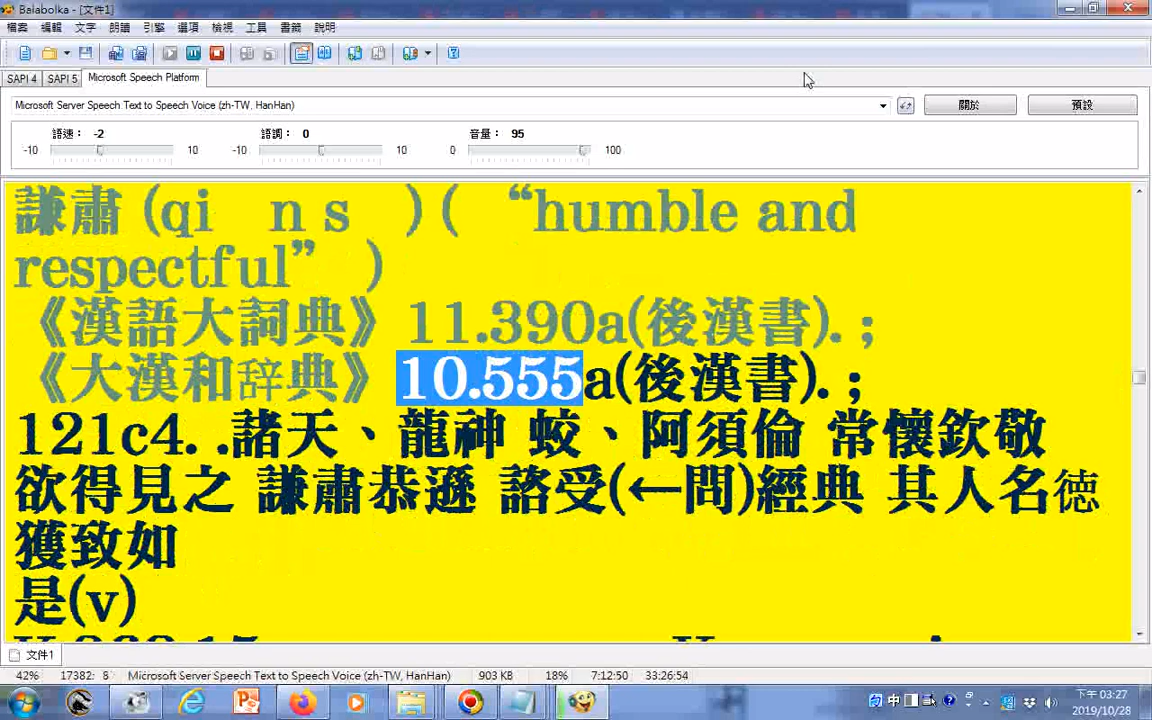 Balabolka - [文件1]
檔案 編輯 文字 朗讀 引擎 選項 檢視 工具 書籤 說明
SAPI 4 SAPI 5 Microsoft Speech Platform
Microsoft Server Speech Text to Speech Voice (zh-TW, HanHan) 關於 預設
語速： -2 語調： 0 音量： 95
-10 10 -10 10 0 100
謙肅 (qi n s )( “humble and
respectful” )
《漢語大詞典》 11.390a(後漢書). ;
《大漢和辞典》 10.555a(後漢書). ;
121c4. .諸天、龍神 蛟、阿須倫 常懷欽敬
欲得見之 謙肅恭遜 諮受(←問)經典 其人名徳
獲致如
是(v)
文件1
42% 17382: 8 Microsoft Server Speech Text to Speech Voice (zh-TW, HanHan) 903 KB 18% 7:12:50 33:26:54
中
下午 03:27
2019/10/28